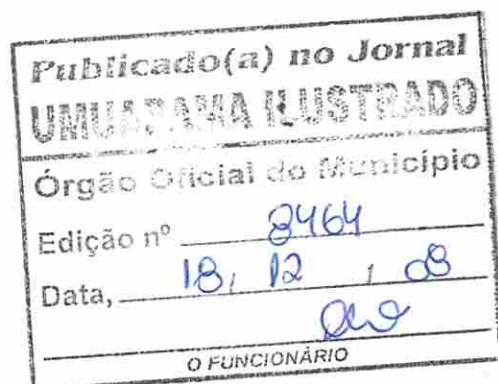 Publicado(a) no Jornal
UMUARAMA ILUSTRADO
Órgão Oficial do Município
Edição nº 8464
Data, 18, 12 / 08
O FUNCIONÁRIO